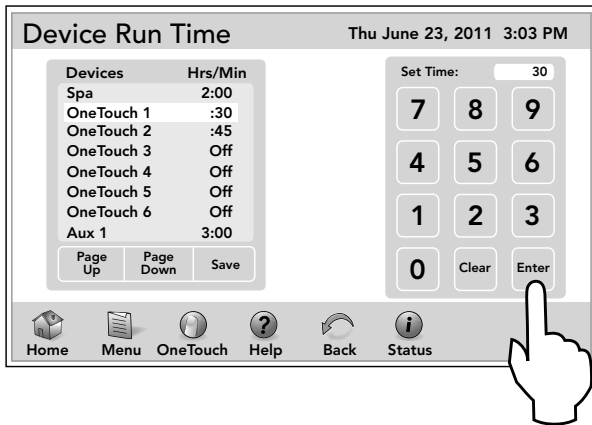 Device Run Time
Thu June 23, 2011 3:03 PM
Devices Hrs/Min
Spa 2:00
OneTouch 1 :30
OneTouch 2 :45
OneTouch 3 Off
OneTouch 4 Off
OneTouch 5 Off
OneTouch 6 Off
Aux 1 3:00
Page Up
Page Down
Save
Set Time: 30
7 8 9
4 5 6
1 2 3
0 Clear Enter
Home Menu OneTouch Help Back Status